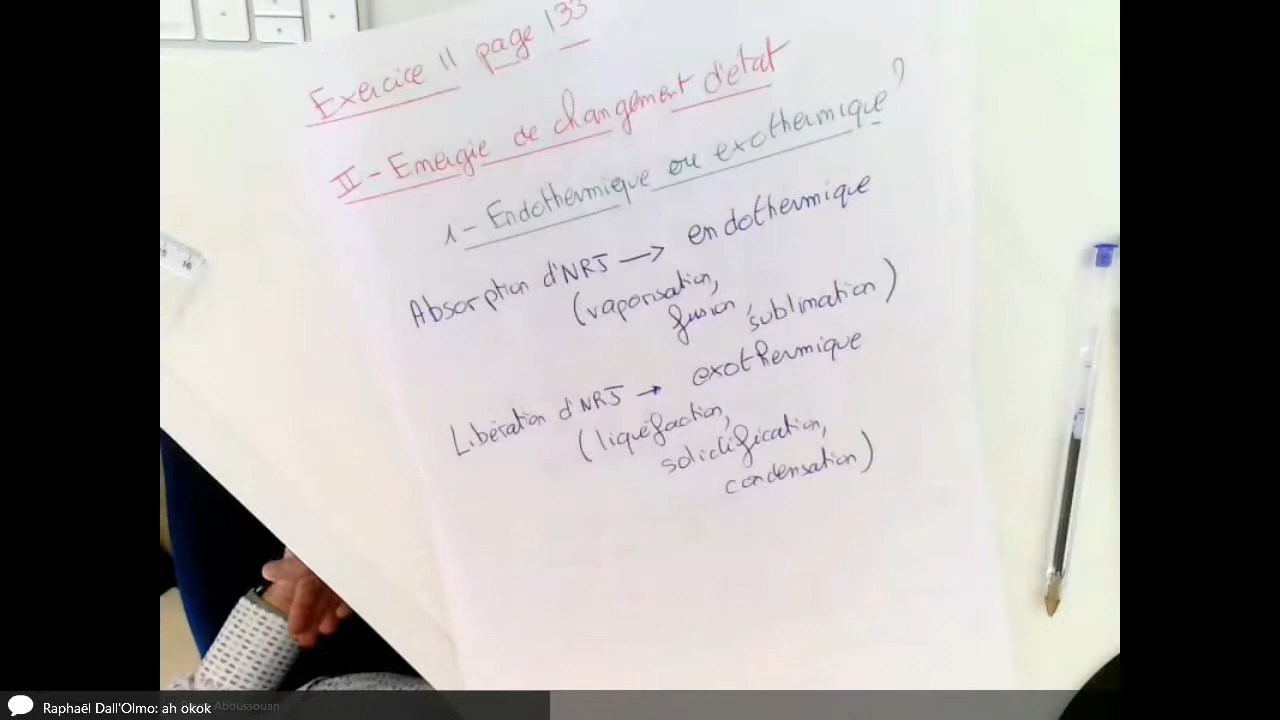 Exercice 11 page 133
II - Energie de changement d'état
1 - Endothermique ou exothermique?
Absorption d'NRJ → endothermique
(vaporisation,
fusion, sublimation)
Libération d'NRJ → exothermique
(liquéfaction,
solidification,
condensation)
Raphaël Dall'Olmo: ah okok Aboussouan